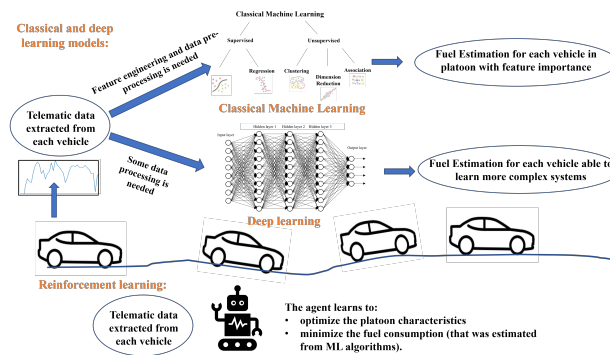 Classical and deep
learning models:
Classical Machine Learning
Supervised
Unsupervised
Feature engineering and data pre-
processing is needed
Regression
Clustering
Dimension
Reduction
Association
Classical Machine Learning
Fuel Estimation for each vehicle in
platoon with feature importance
Telematic data
extracted from
each vehicle
Some data
processing is
needed
Input layer
Hidden layer 1
Hidden layer 2
Hidden layer 3
Output layer
Deep learning
Fuel Estimation for each vehicle able to
learn more complex systems
Reinforcement learning:
Telematic data
extracted from
each vehicle
The agent learns to:
• optimize the platoon characteristics
• minimize the fuel consumption (that was estimated
from ML algorithms).